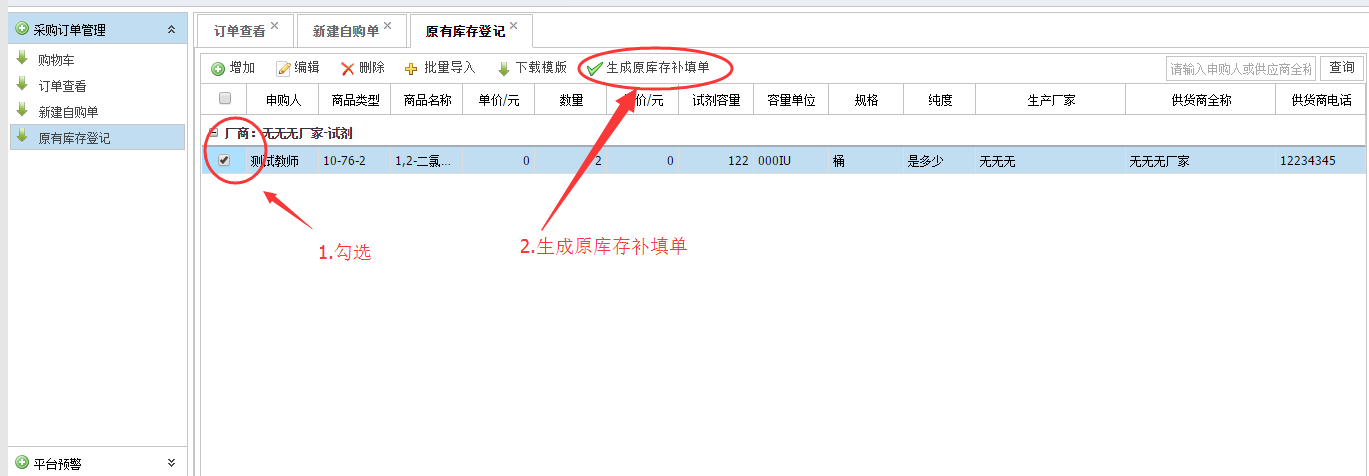 采购订单管理
购物车
订单查看
新建自购单
原有库存登记
平台预警
订单查看 新建自购单 原有库存登记
增加 编辑 删除 批量导入 下载模版 生成原库存补填单 请输入申购人或供应商全称 查询
申购人 商品类型 商品名称 单价/元 数量 价/元 试剂容量 容量单位 规格 纯度 生产厂家 供货商全称 供货商电话
厂商：无无无厂家-试剂
测试教师 10-76-2 1,2-二氯... 0 2 0 122 000IU 桶 是多少 无无无 无无无厂家 12234345
1.勾选
2.生成原库存补填单